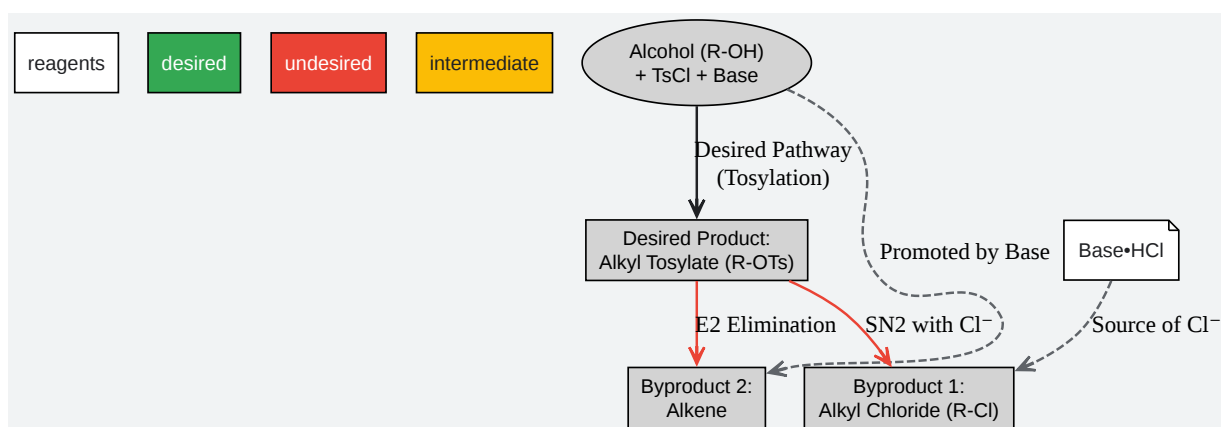 reagents
desired
undesired
intermediate
Alcohol (R-OH)
+ TsCl + Base
Desired Pathway
(Tosylation)
Desired Product:
Alkyl Tosylate (R-OTs)
Promoted by Base
Base•HCl
E2 Elimination
SN2 with Cl⁻
Source of Cl⁻
Byproduct 2:
Alkene
Byproduct 1:
Alkyl Chloride (R-Cl)